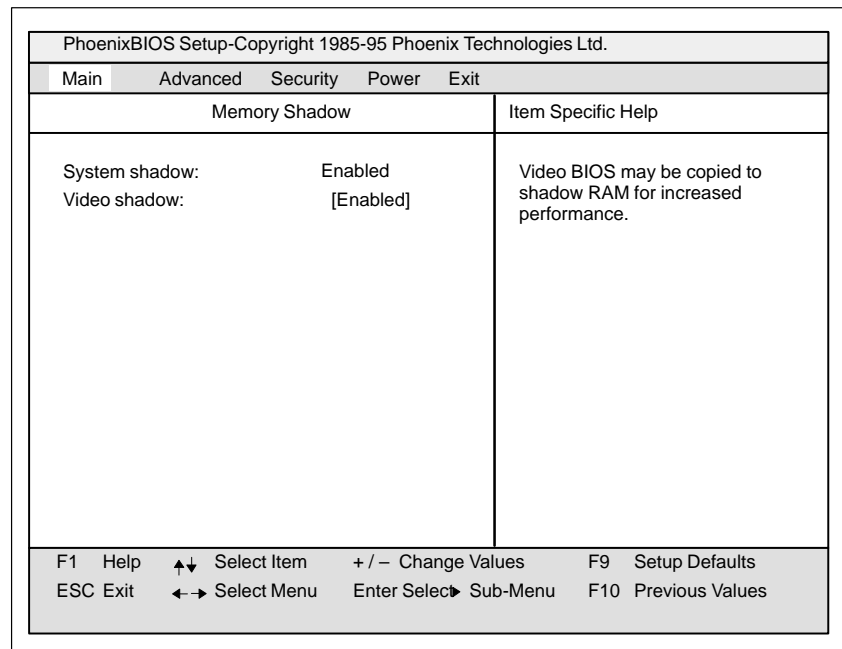 PhoenixBIOS Setup-Copyright 1985-95 Phoenix Technologies Ltd.
Main Advanced Security Power Exit
Memory Shadow
Item Specific Help
System shadow: Enabled
Video shadow: [Enabled]
Video BIOS may be copied to
shadow RAM for increased
performance.
F1 Help Select Item + / – Change Values F9 Setup Defaults
ESC Exit Select Menu Enter Select Sub-Menu F10 Previous Values